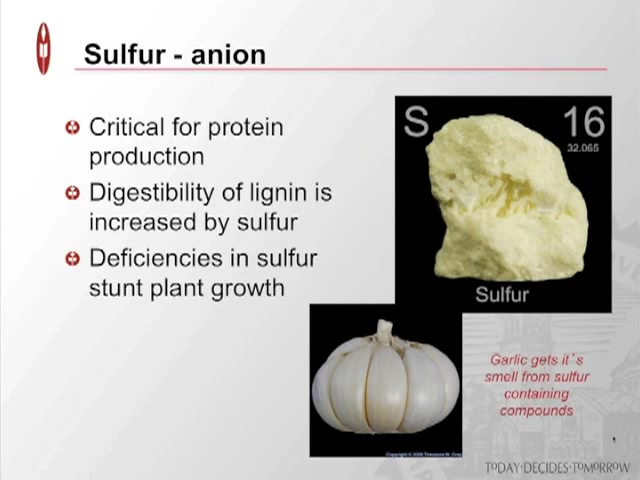 Sulfur - anion
Critical for protein
production
Digestibility of lignin is
increased by sulfur
Deficiencies in sulfur
stunt plant growth
S 16
32.065
Sulfur
Garlic gets it´s
smell from sulfur
containing
compounds
TODAY·DECIDES·TOMORROW